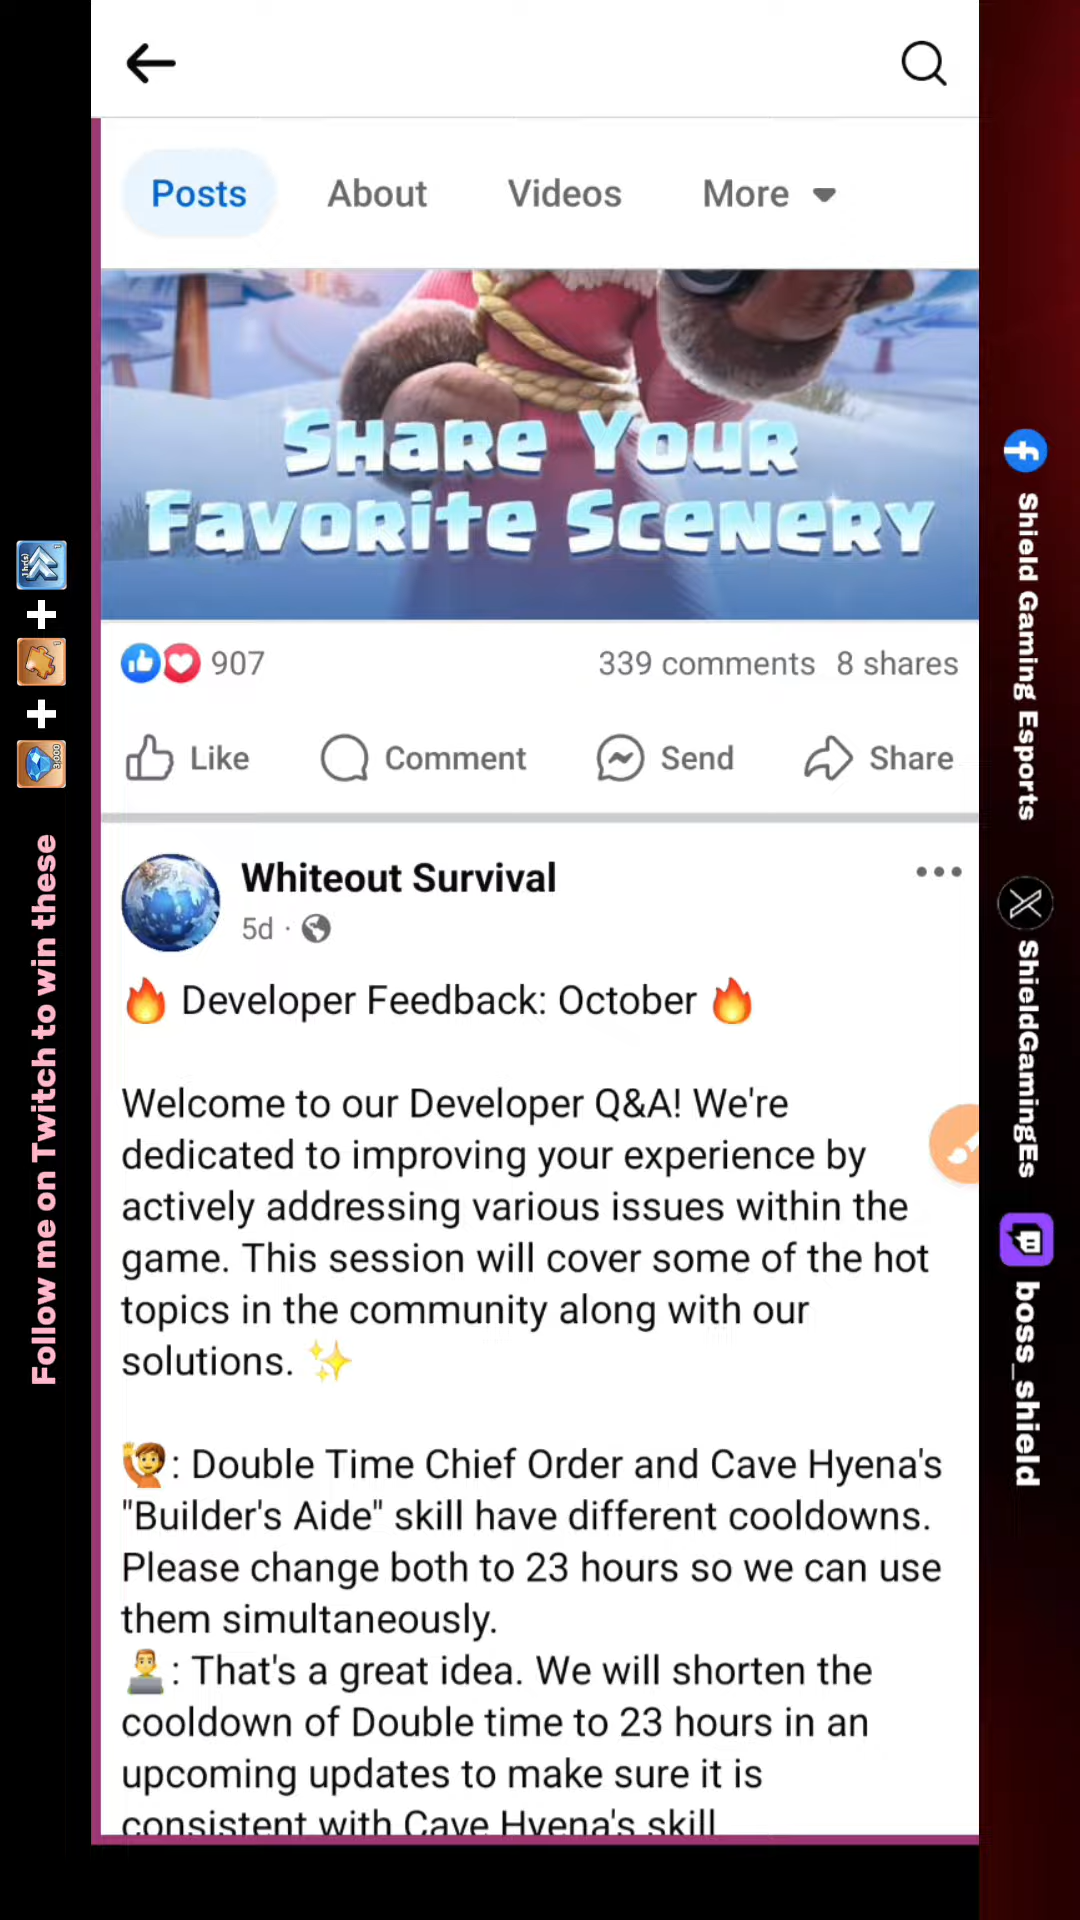 Posts
About
Videos
More
SHARE YOUR
FAVORITE SCENERY
907
339 comments 8 shares
Like
Comment
Send
Share
Whiteout Survival
5d ·
🔥 Developer Feedback: October 🔥
Welcome to our Developer Q&A! We're
dedicated to improving your experience by
actively addressing various issues within the
game. This session will cover some of the hot
topics in the community along with our
solutions. ✨
🙋: Double Time Chief Order and Cave Hyena's
"Builder's Aide" skill have different cooldowns.
Please change both to 23 hours so we can use
them simultaneously.
👨‍💻: That's a great idea. We will shorten the
cooldown of Double time to 23 hours in an
upcoming updates to make sure it is
consistent with Cave Hyena's skill
Follow me on Twitch to win these
3,000
+
1
+
1hr(s)
1
Shield Gaming Esports
ShieldGamingEs
boss_shield